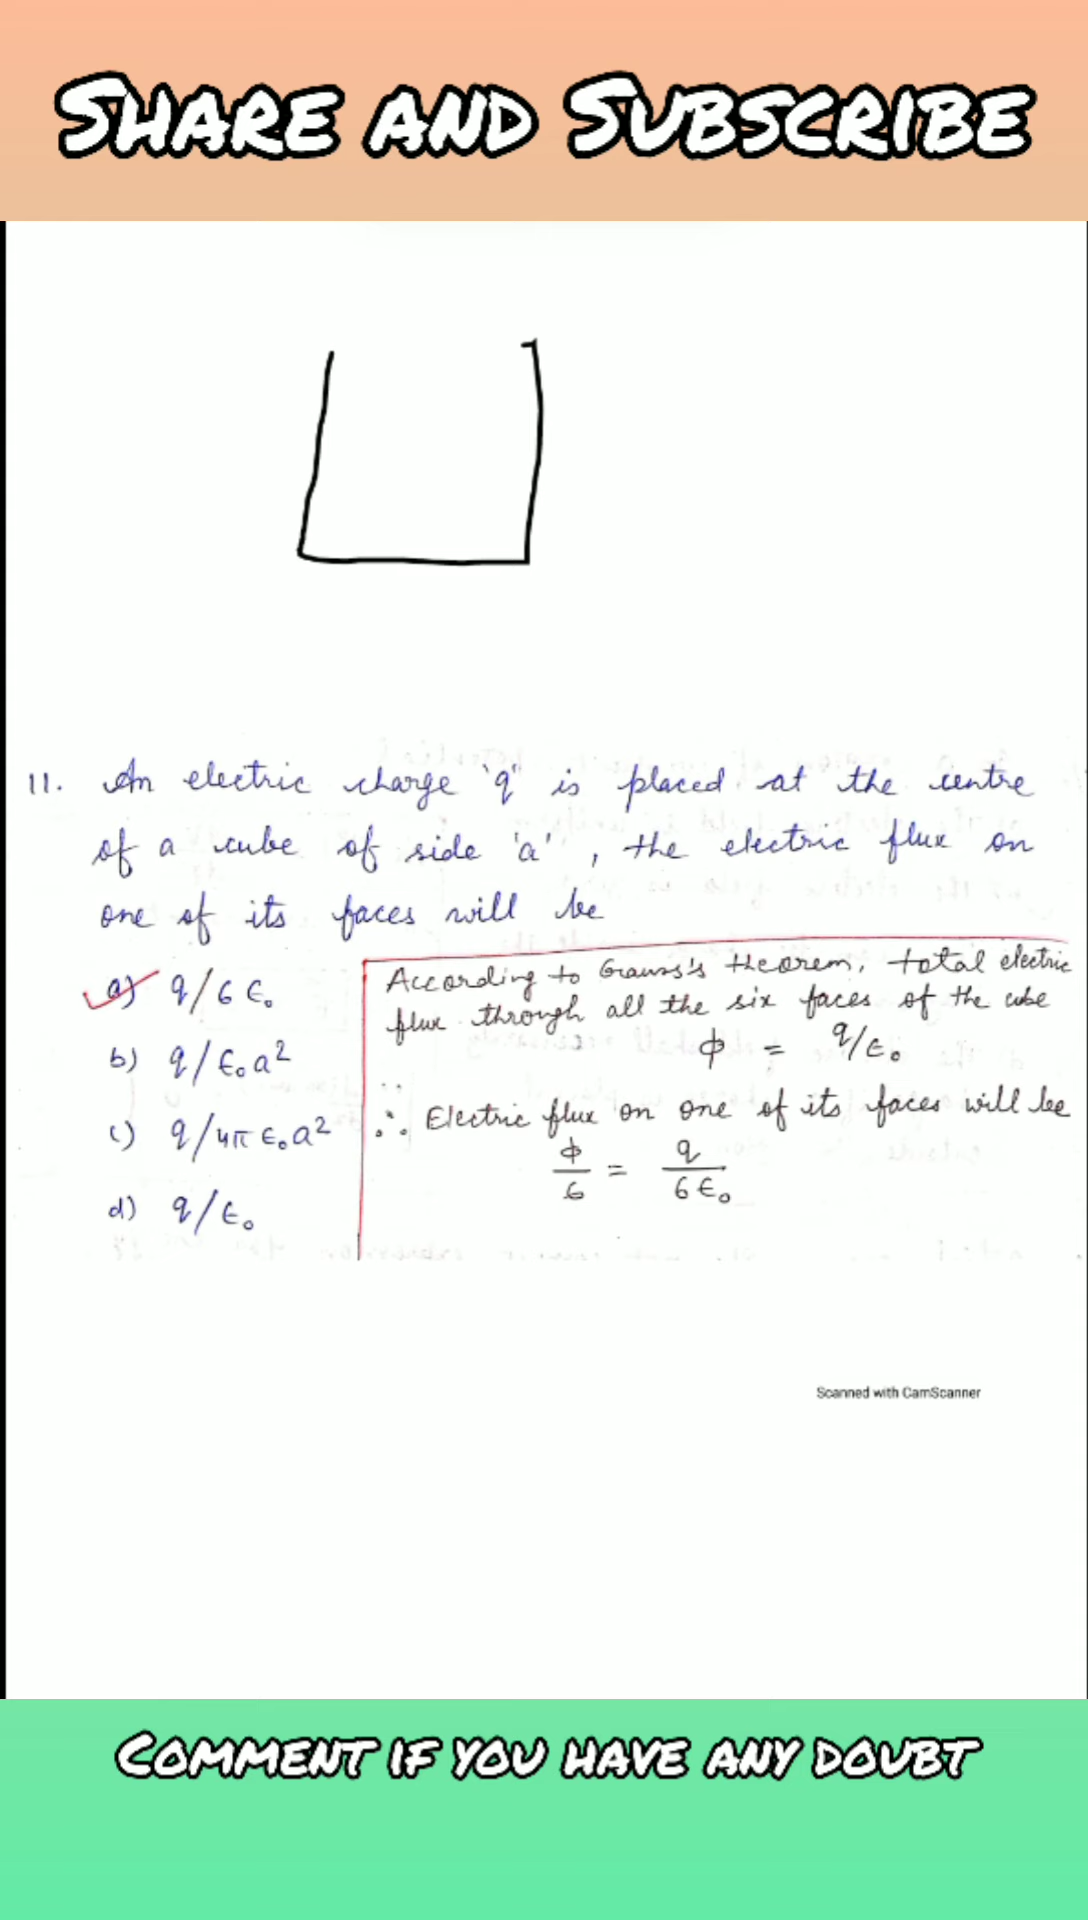 SHARE AND SUBSCRIBE
11. An electric charge 'q' is placed at the centre
of a cube of side 'a', the electric flux on
one of its faces will be
a) q/6 ε₀
b) q/ε₀a²
c) q/4π ε₀a²
d) q/ε₀
According to Gauss's theorem, total electric
flux through all the six faces of the cube
ϕ = q/ε₀
∴ Electric flux on one of its faces will be
ϕ/6 = q/6ε₀
Scanned with CamScanner
COMMENT IF YOU HAVE ANY DOUBT